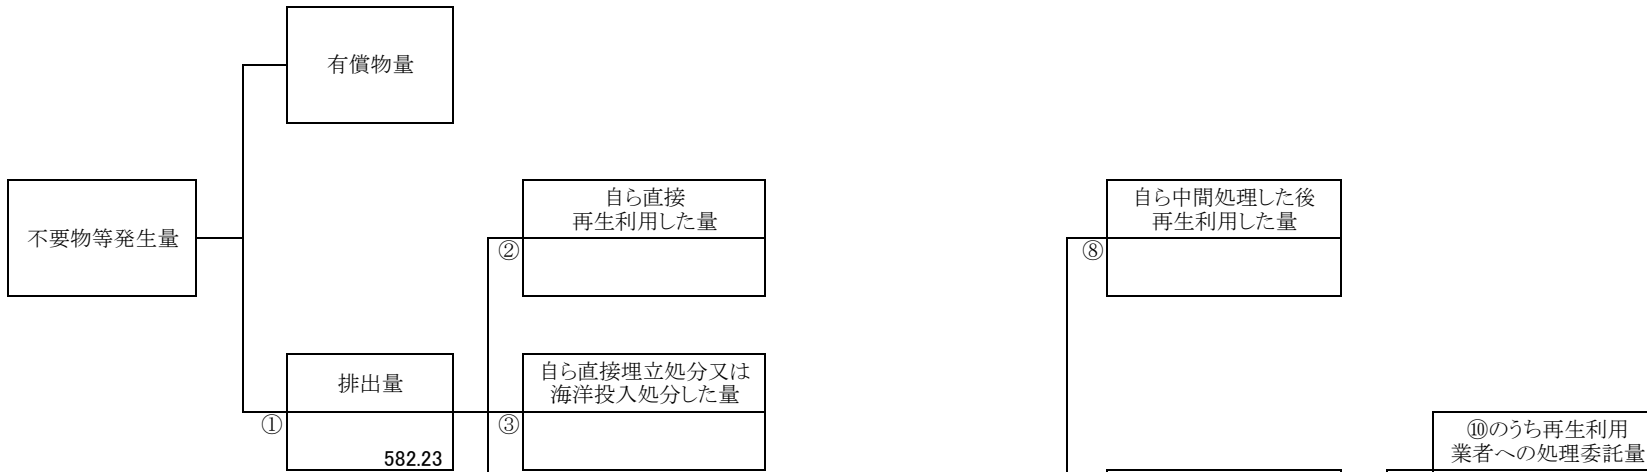 有償物量
不要物等発生量
自ら直接
再生利用した量
②
自ら中間処理した後
再生利用した量
⑧
排出量
①
582.23
自ら直接埋立処分又は
海洋投入処分した量
③
⑩のうち再生利用
業者への処理委託量